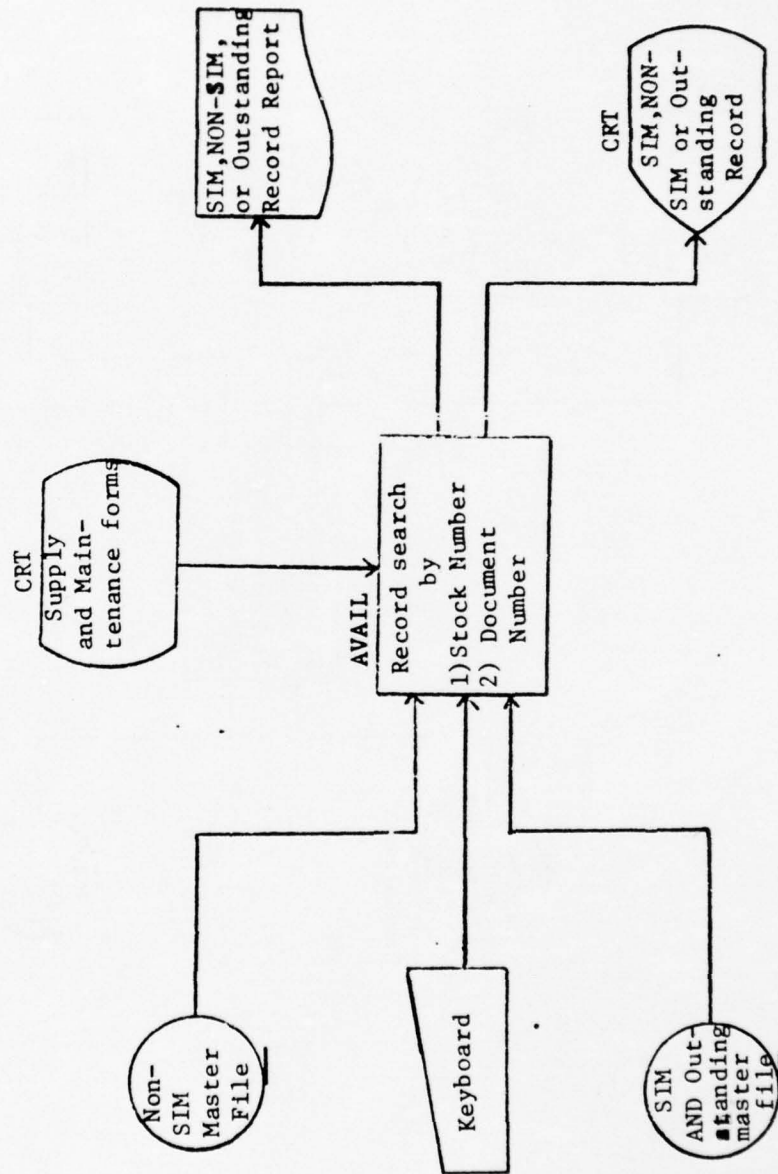 Non-
SIM
Master
File
Keyboard
SIM
AND Out-
standing
master
file
CRT
Supply
and Main-
tenance forms
AVAIL
Record search
by
1)Stock Number
2) Document
Number
SIM,NON-SIM,
or Outstanding
Record Report
CRT
SIM,NON-
SIM or Out-
standing
Record